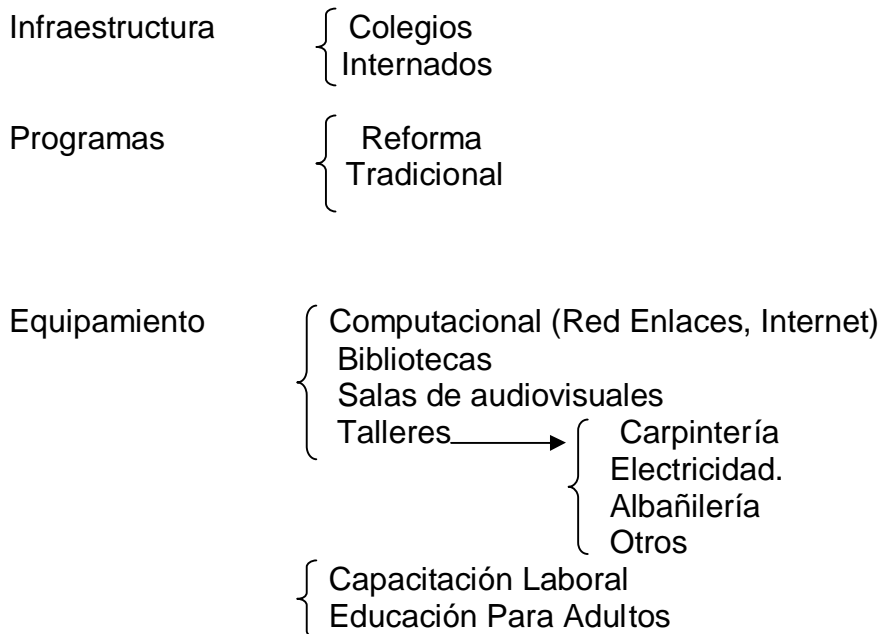 Infraestructura Colegios
Internados
Programas Reforma
Tradicional
Equipamiento Computacional (Red Enlaces, Internet)
Bibliotecas
Salas de audiovisuales
Talleres Carpintería
Electricidad.
Albañilería
Otros
Capacitación Laboral
Educación Para Adultos